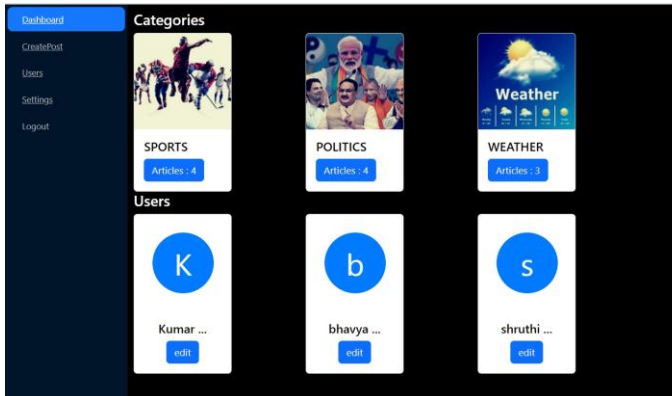 Dashboard
CreatePost
Users
Settings
Logout
Categories
Weather
SPORTS
POLITICS
WEATHER
Articles : 4
Articles : 4
Articles : 3
Users
K
b
s
Kumar ...
bhavya ...
shruthi ...
edit
edit
edit